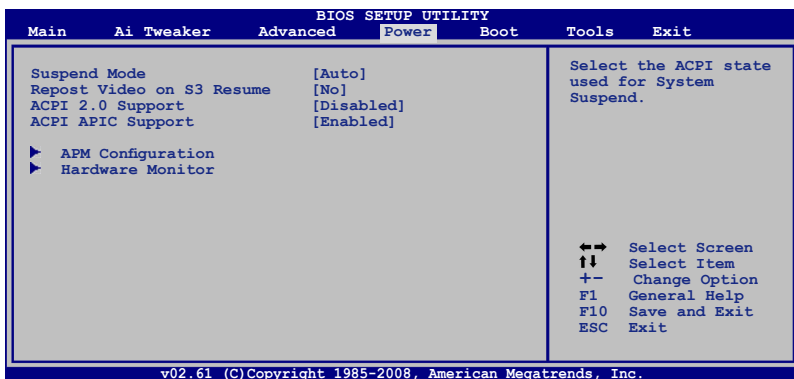 BIOS SETUP UTILITY
Main Ai Tweaker Advanced Power Boot Tools Exit
Suspend Mode [Auto]
Repost Video on S3 Resume [No]
ACPI 2.0 Support [Disabled]
ACPI APIC Support [Enabled]
APM Configuration
Hardware Monitor
Select the ACPI state
used for System
Suspend.
←→ Select Screen
↑↓ Select Item
+- Change Option
F1 General Help
F10 Save and Exit
ESC Exit
v02.61 (C)Copyright 1985-2008, American Megatrends, Inc.